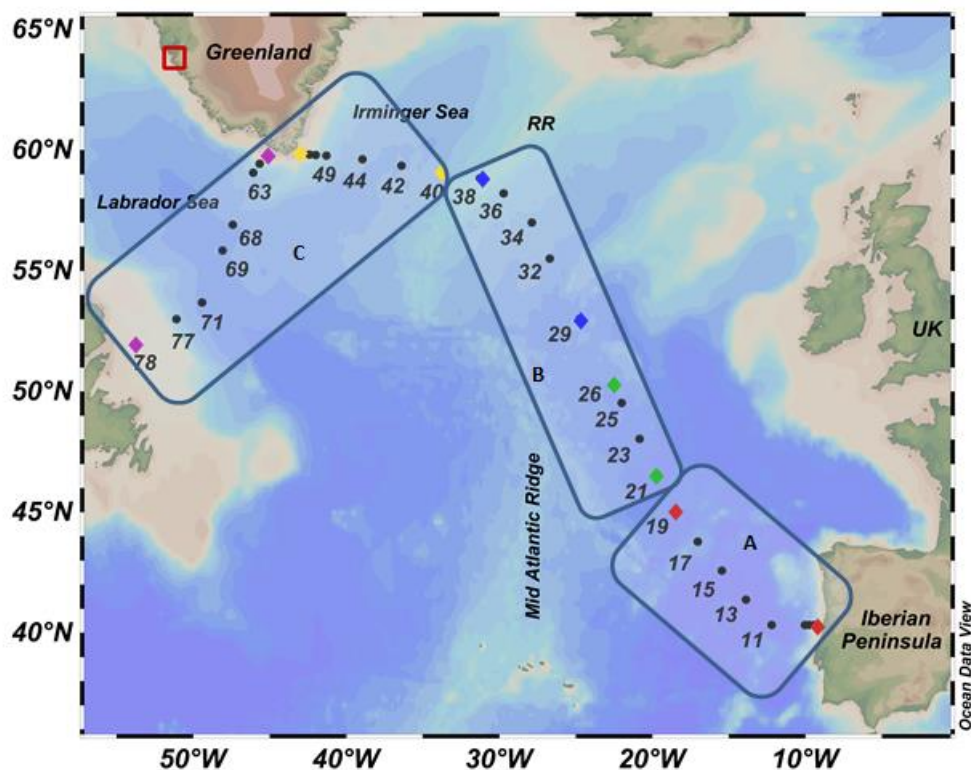 65°N
Greenland
Irminger Sea
RR
60°N
49
44
42
40
38
36
63
Labrador Sea
68
34
C
69
32
55°N
71
77
29
UK
78
B
26
50°N
25
23
21
Mid Atlantic Ridge
45°N
19
A
17
15
13
11
Iberian
Peninsula
40°N
Ocean Data View
50°W
40°W
30°W
20°W
10°W